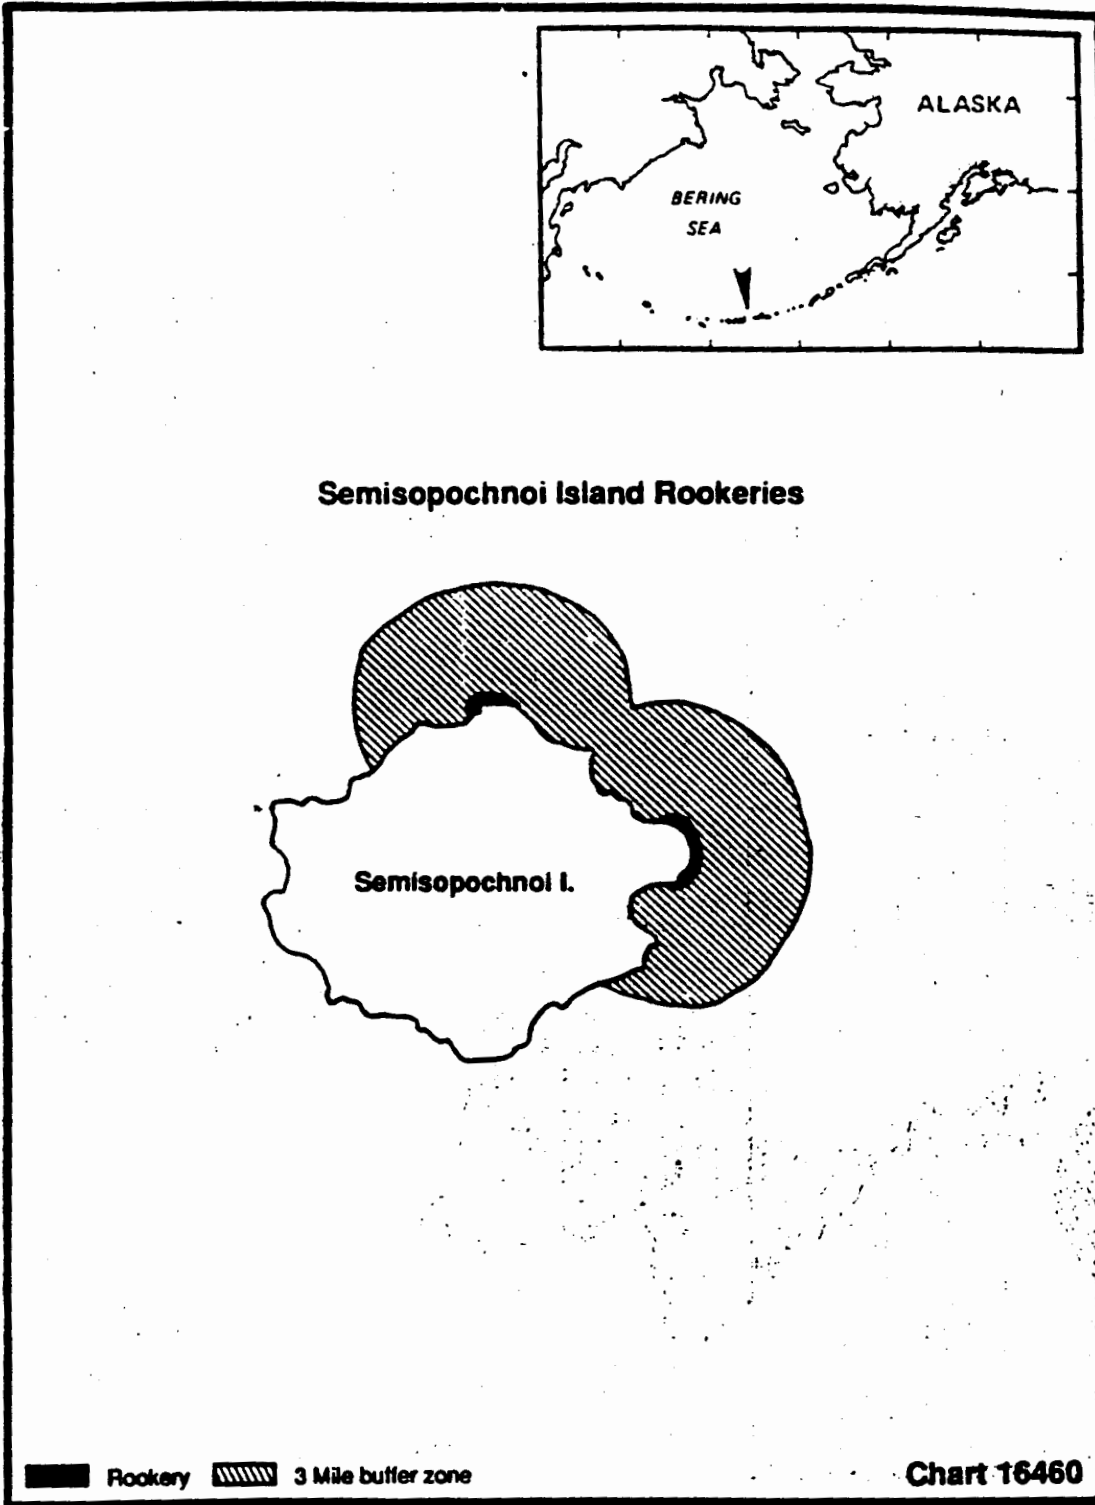 ALASKA
BERING
SEA
Semisopochnoi Island Rookeries
Semisopochnoi I.
Rookery
3 Mile buffer zone
Chart 16460